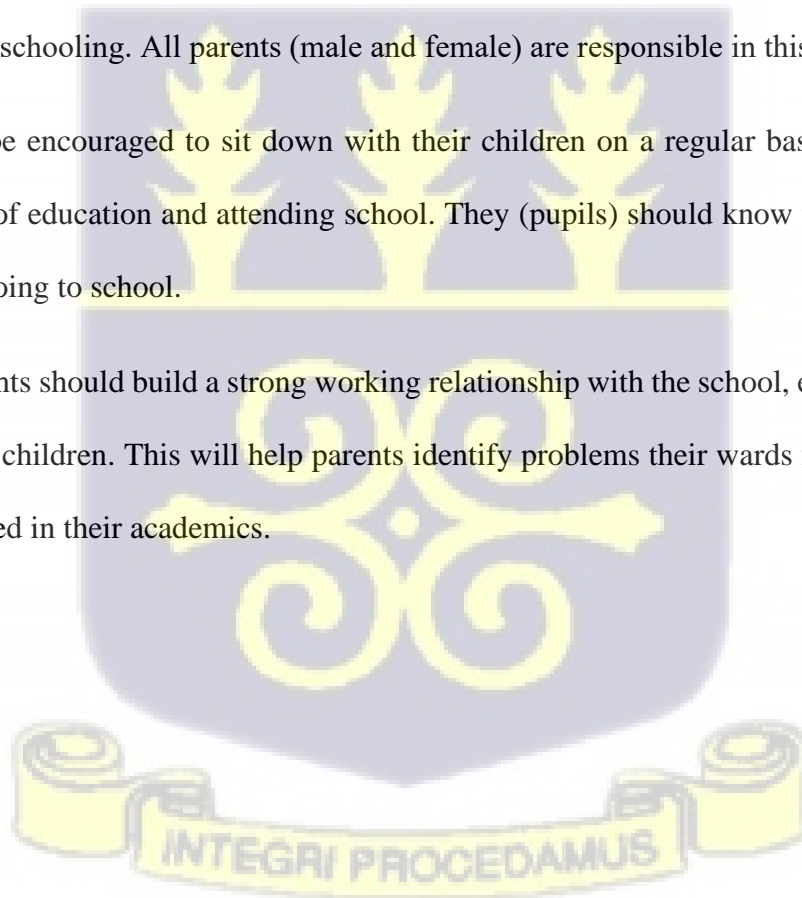 schooling. All parents (male and female) are responsible in this
be encouraged to sit down with their children on a regular bas
of education and attending school. They (pupils) should know
oing to school.
nts should build a strong working relationship with the school, e
children. This will help parents identify problems their wards
ed in their academics.
INTEGRI PROCEDAMUS